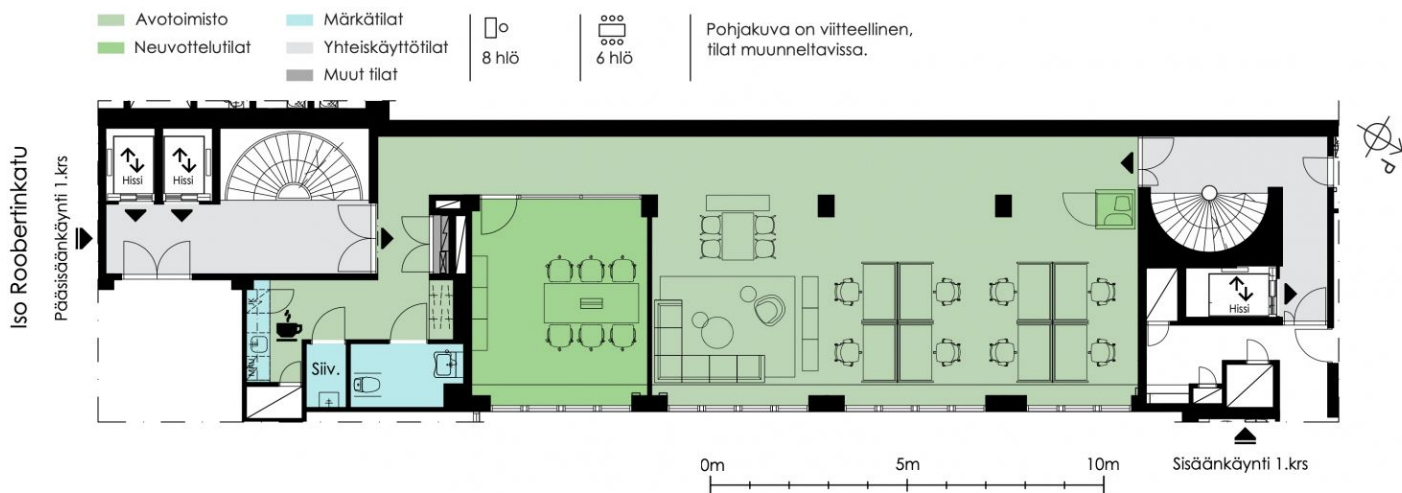 Avotoimisto
Neuvottelutilat
Märkätilat
Yhteiskäyttötilat
Muut tilat
8 hlö
6 hlö
Pohjakuva on viitteellinen,
tilat muunneltavissa.
Iso Roobertinkatu
Pääsisäänkäynti 1.krs
Hissi
Hissi
Siiv.
Hissi
P
0m
5m
10m
Sisäänkäynti 1.krs